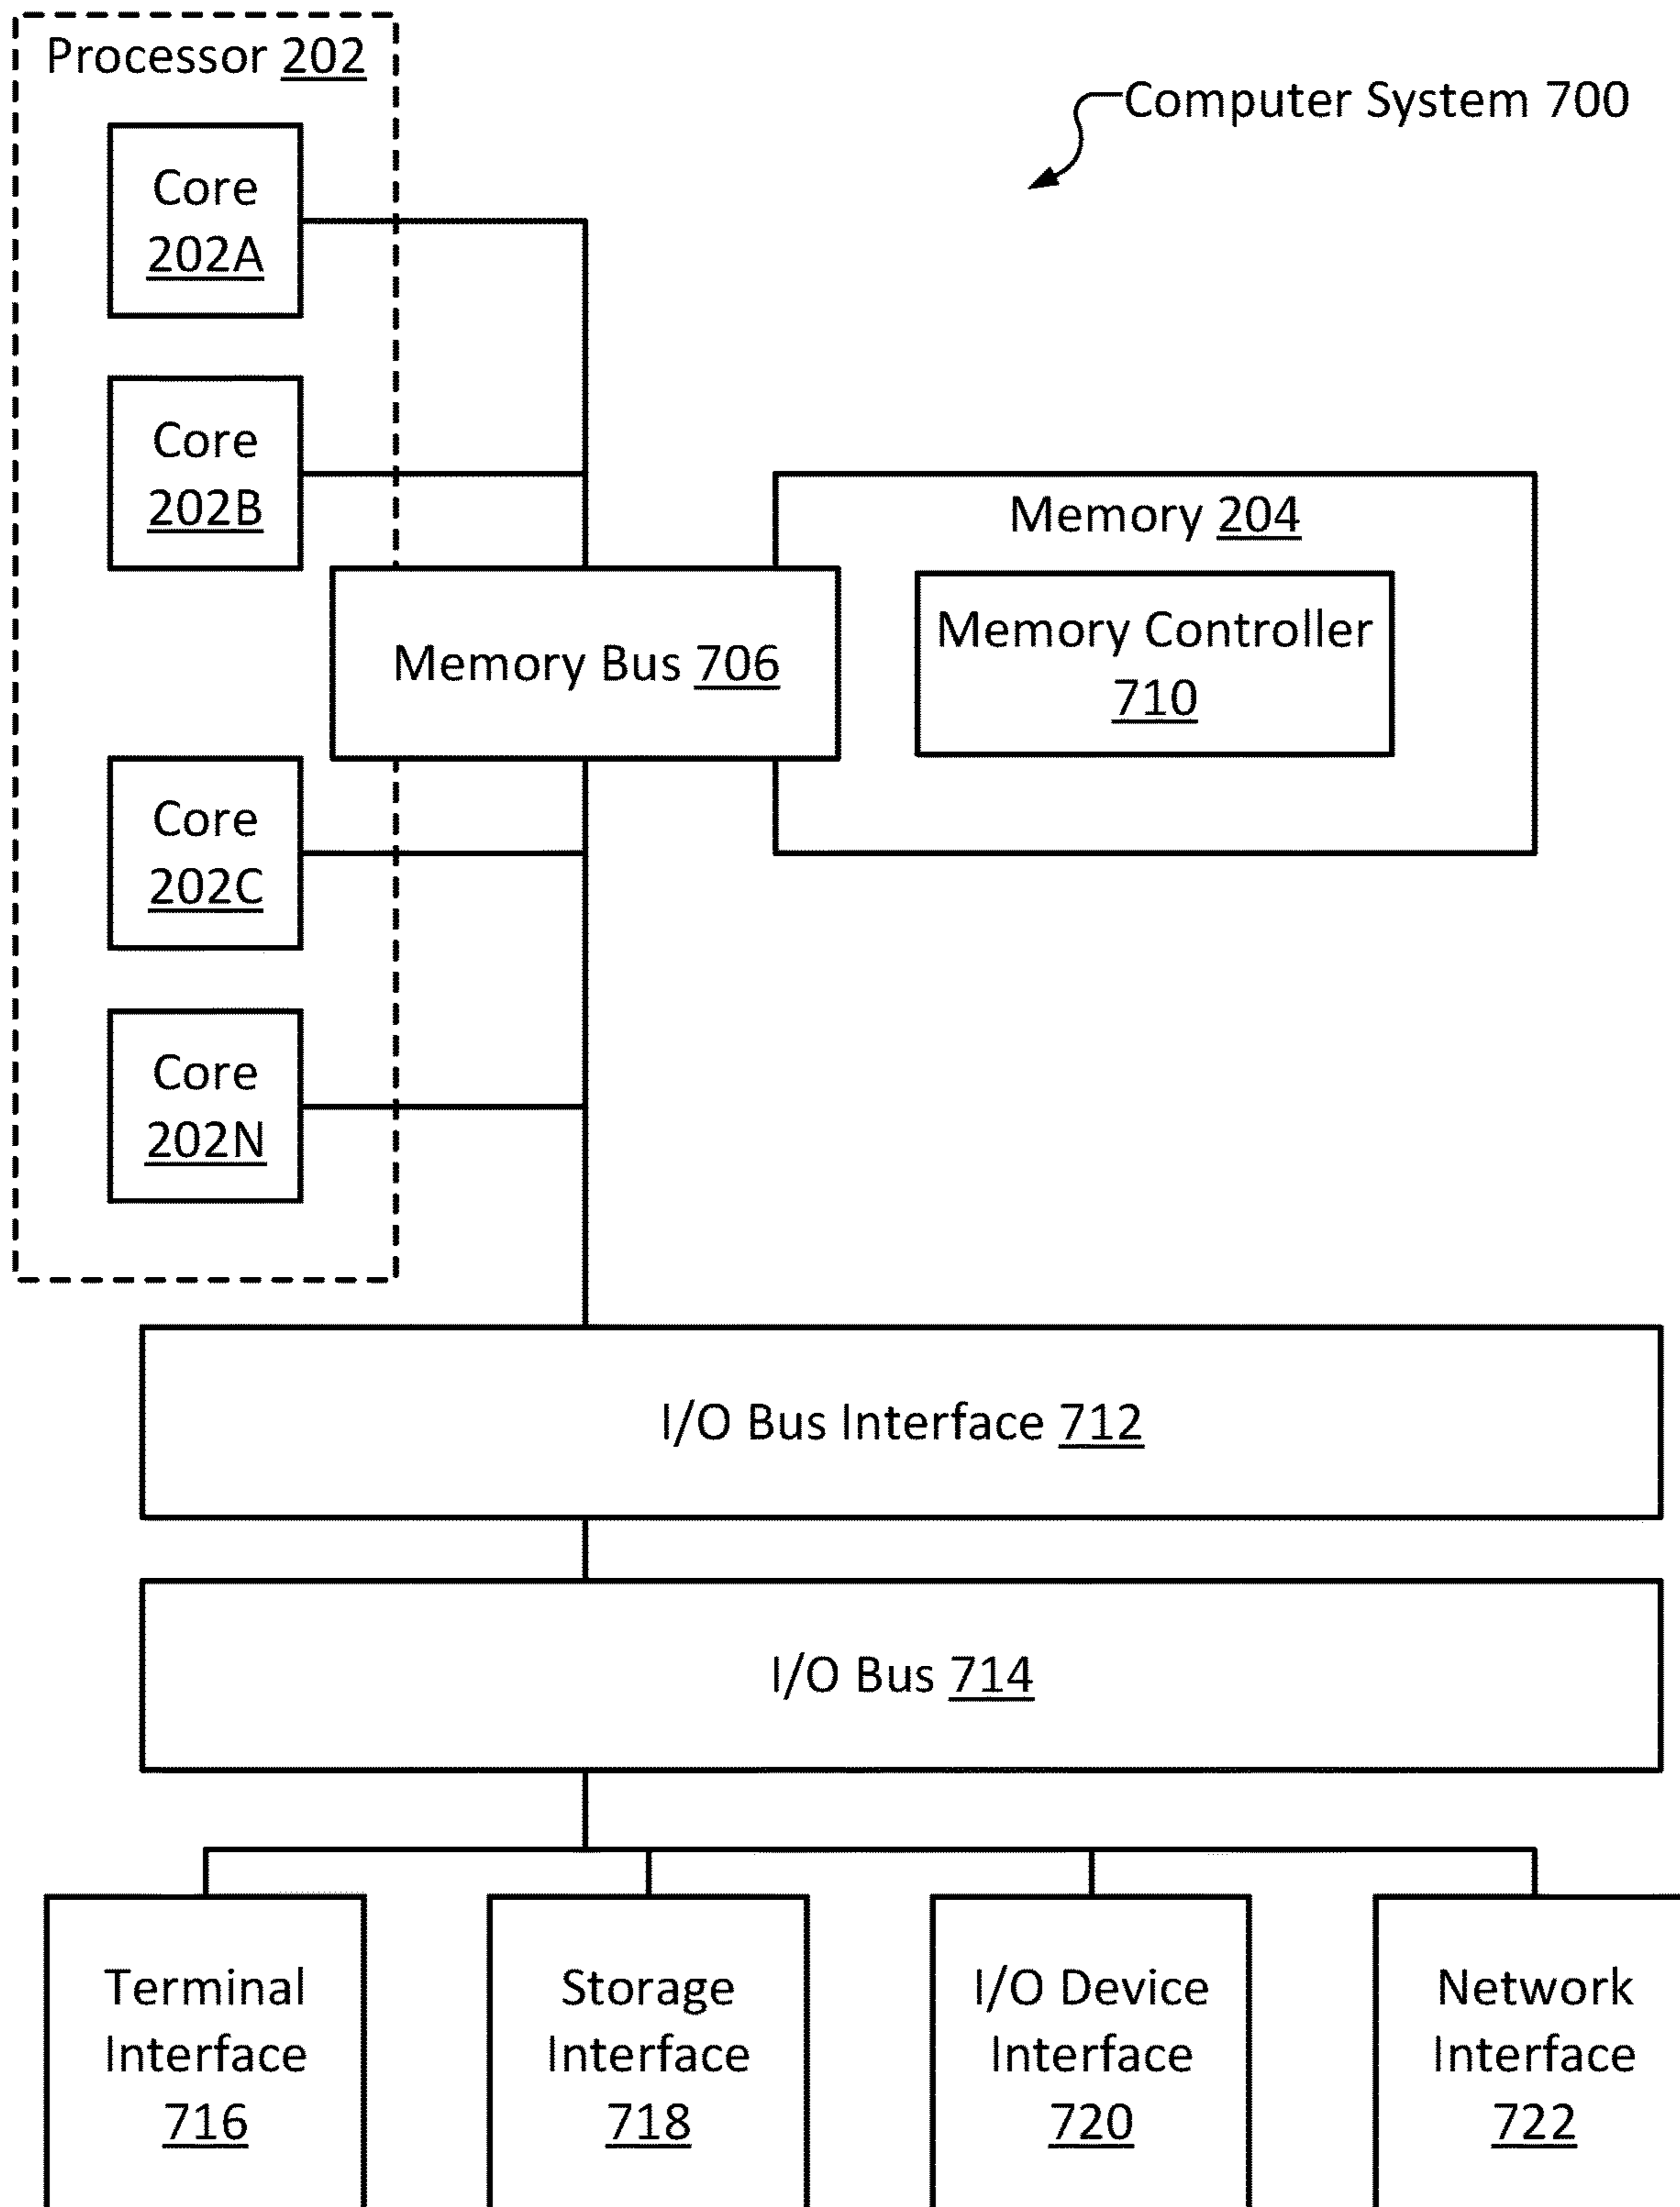 Processor 202
Computer System 700
Core
202A
Core
202B
Memory 204
Memory Controller
710
Memory Bus 706
Core
202C
Core
202N
I/O Bus Interface 712
I/O Bus 714
Terminal
Interface
716
Storage
Interface
718
I/O Device
Interface
720
Network
Interface
722